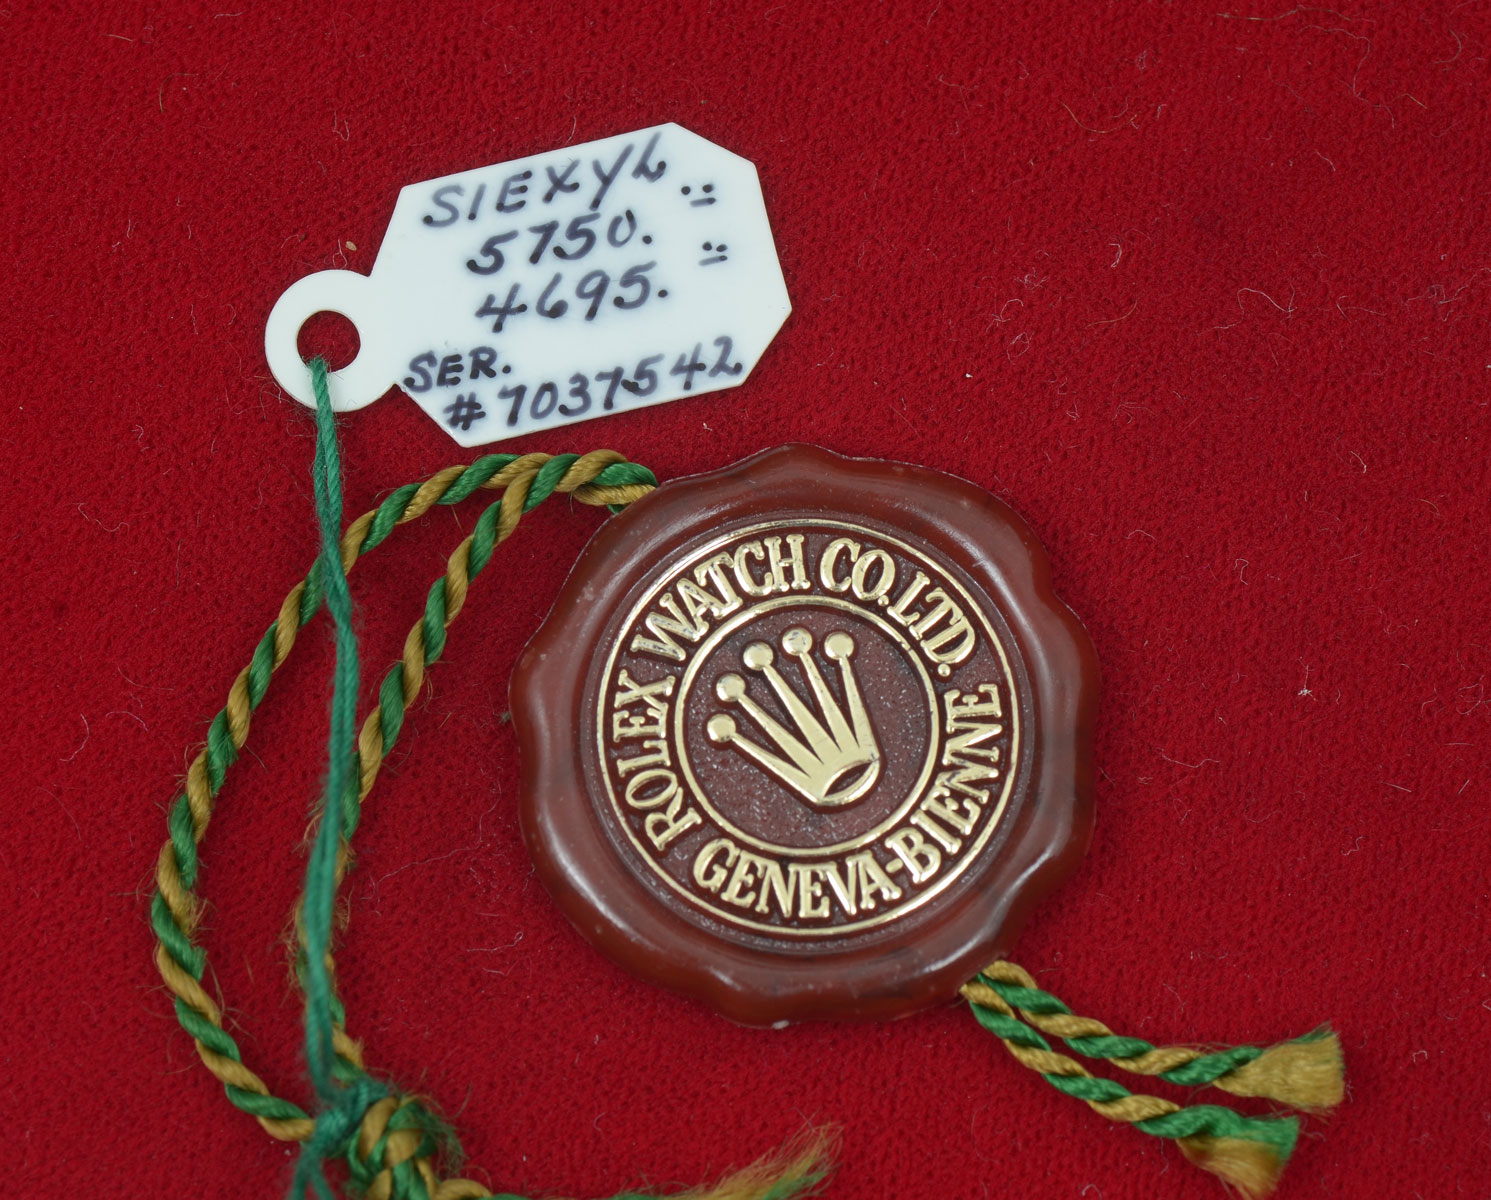 SIEXYL
5750.=
4695.=
SER.
#7037542
ROLEX WATCH CO. LTD.
GENEVA-BIENNE